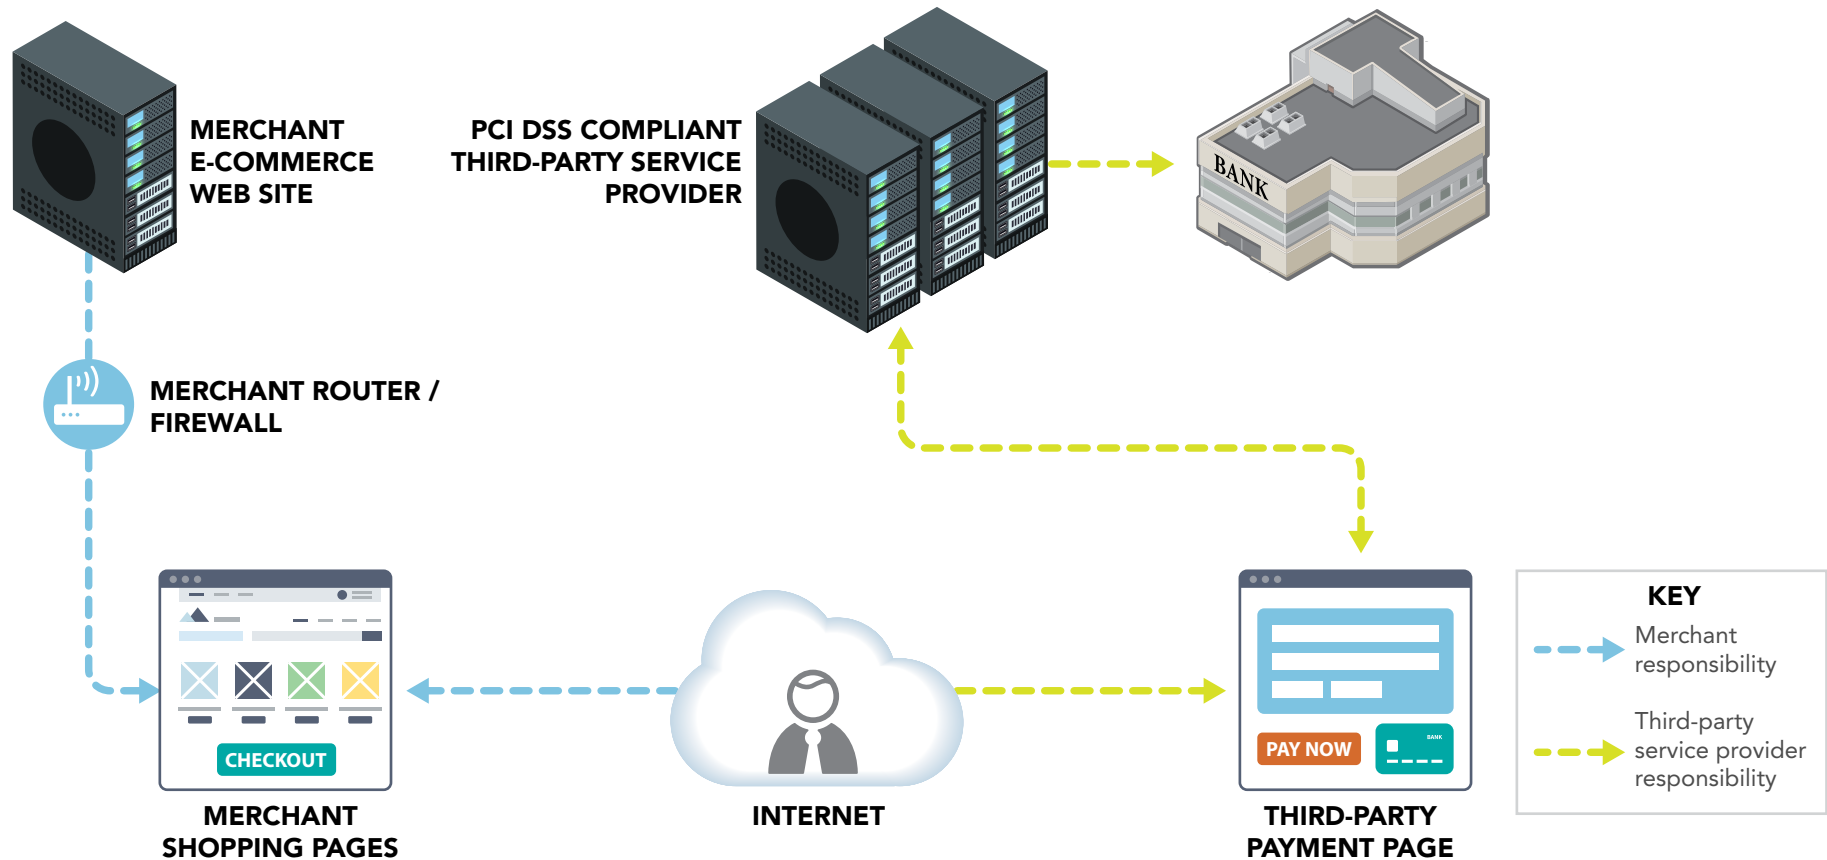 MERCHANT
E-COMMERCE
WEB SITE
PCI DSS COMPLIANT
THIRD-PARTY SERVICE
PROVIDER
BANK
MERCHANT ROUTER /
FIREWALL
CHECKOUT
MERCHANT
SHOPPING PAGES
INTERNET
PAY NOW
BANK
THIRD-PARTY
PAYMENT PAGE
KEY
Merchant
responsibility
Third-party
service provider
responsibility